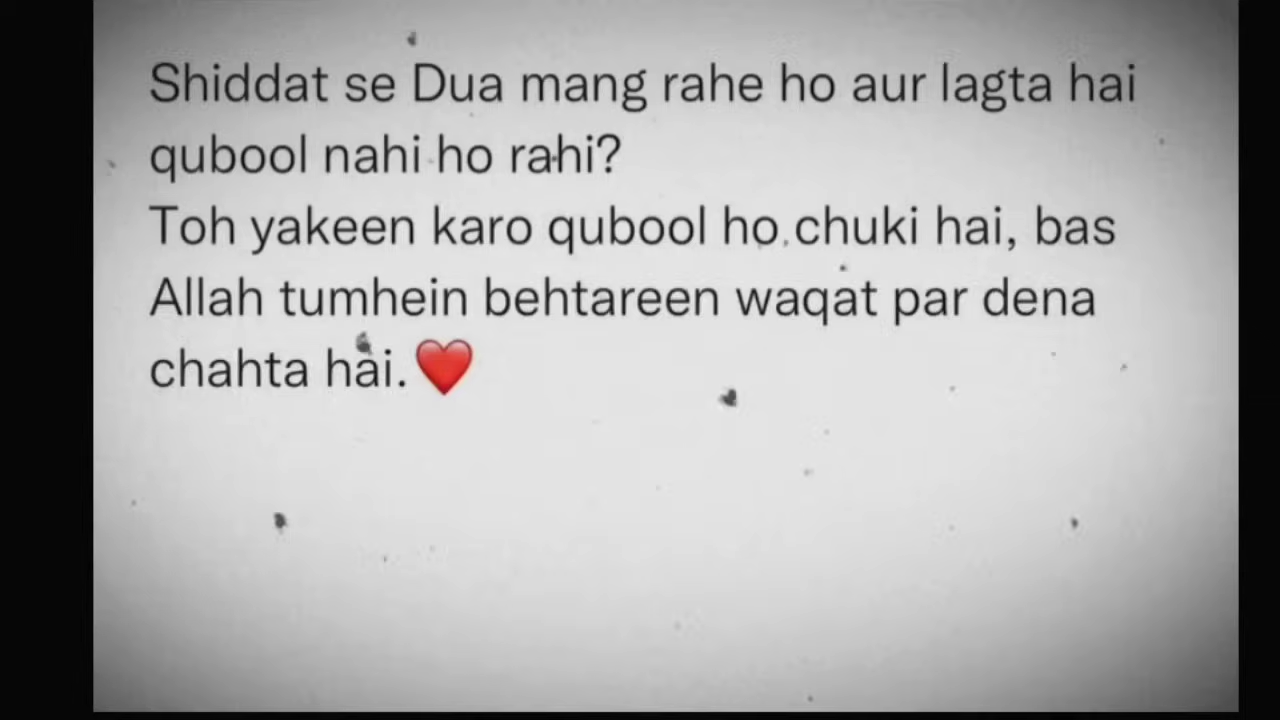 Shiddat se Dua mang rahe ho aur lagta hai
qubool nahi ho rahi?
Toh yakeen karo qubool ho chuki hai, bas
Allah tumhein behtareen waqat par dena
chahta hai.❤️